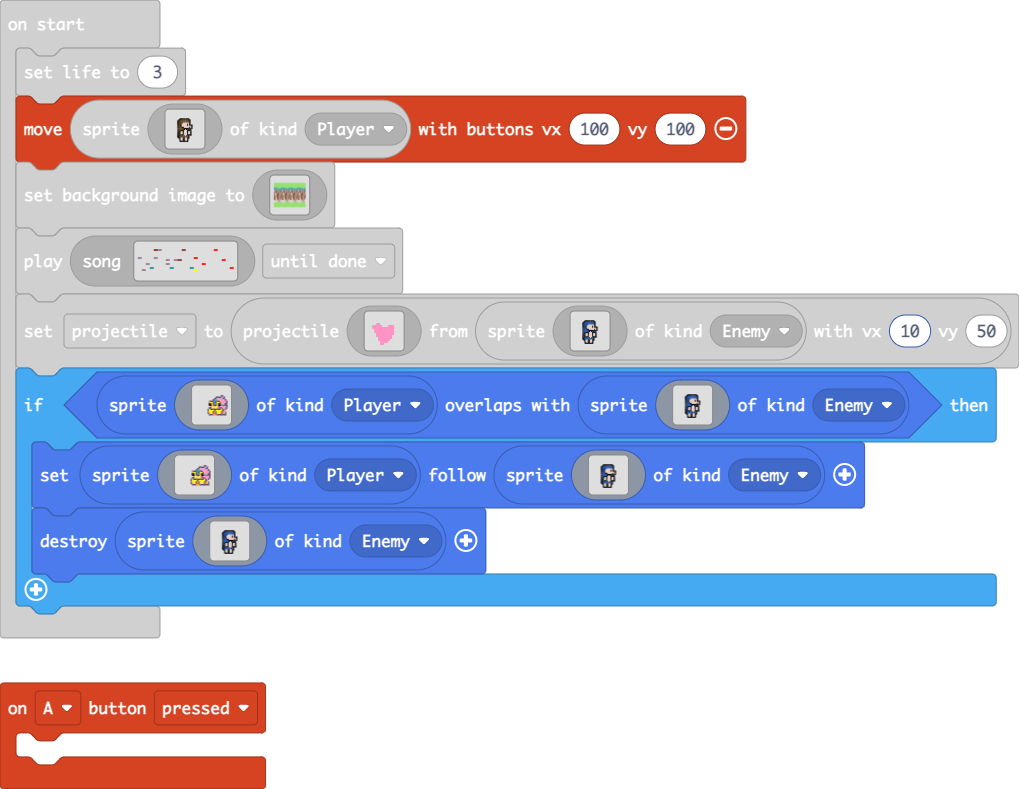 on start
set life to 3
move sprite of kind Player with buttons vx 100 vy 100
set background image to
play song until done
set projectile to projectile from sprite of kind Enemy with vx 10 vy 50
if sprite of kind Player overlaps with sprite of kind Enemy then
set sprite of kind Player follow sprite of kind Enemy
destroy sprite of kind Enemy
on A button pressed